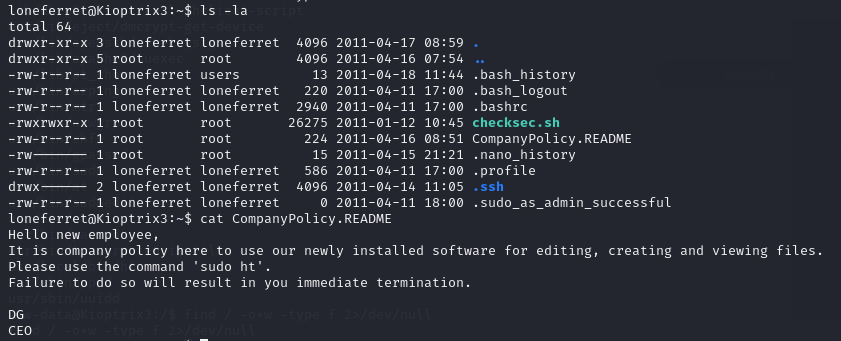 loneferret@Kioptrix3:~$ ls -la
total 64
drwxr-xr-x 3 loneferret loneferret  4096 2011-04-17 08:59 .
drwxr-xr-x 5 root       root        4096 2011-04-16 07:54 ..
-rw-r--r-- 1 loneferret users         13 2011-04-18 11:44 .bash_history
-rw-r--r-- 1 loneferret loneferret   220 2011-04-11 17:00 .bash_logout
-rw-r--r-- 1 loneferret loneferret  2940 2011-04-11 17:00 .bashrc
-rwxrwxr-x 1 root       root       26275 2011-01-12 10:45 checksec.sh
-rw-r--r-- 1 root       root         224 2011-04-16 08:51 CompanyPolicy.README
-rw------- 1 root       root          15 2011-04-15 21:21 .nano_history
-rw-r--r-- 1 loneferret loneferret   586 2011-04-11 17:00 .profile
drwx------ 2 loneferret loneferret  4096 2011-04-14 11:05 .ssh
-rw-r--r-- 1 loneferret loneferret     0 2011-04-11 18:00 .sudo_as_admin_successful
loneferret@Kioptrix3:~$ cat CompanyPolicy.README
Hello new employee,
It is company policy here to use our newly installed software for editing, creating and viewing files.
Please use the command 'sudo ht'.
Failure to do so will result in you immediate termination.
DG
CEO